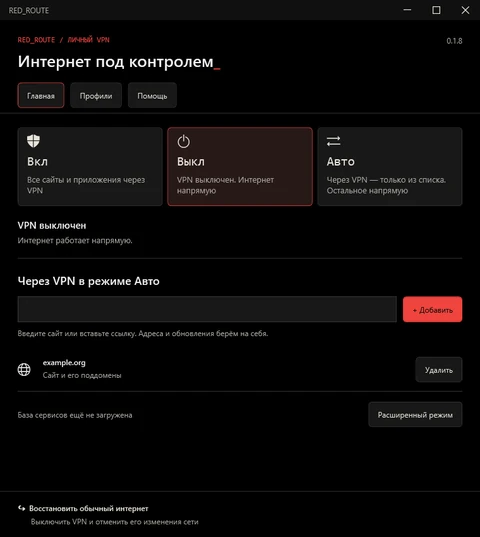 RED_ROUTE
RED_ROUTE / ЛИЧНЫЙ VPN
0.1.8
Интернет под контролем_
Главная
Профили
Помощь
Вкл
Все сайты и приложения через
VPN
Выкл
VPN выключен. Интернет
напрямую
Авто
Через VPN — только из списка.
Остальное напрямую
VPN выключен
Интернет работает напрямую.
Через VPN в режиме Авто
+ Добавить
Введите сайт или вставьте ссылку. Адреса и обновления берём на себя.
example.org
Сайт и его поддомены
Удалить
База сервисов ещё не загружена
Расширенный режим
Восстановить обычный интернет
Выключить VPN и отменить его изменения сети